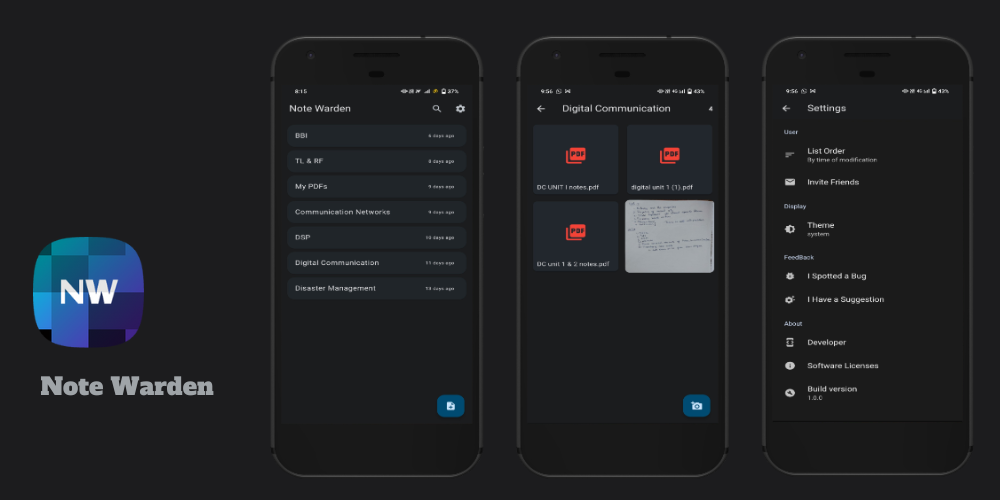 NW
Note Warden
8:15
37%
Note Warden
BBI
6 days ago
TL & RF
8 days ago
My PDFs
9 days ago
Communication Networks
9 days ago
DSP
10 days ago
Digital Communication
11 days ago
Disaster Management
13 days ago
9:56
4G
43%
Digital Communication
4
PDF
PDF
DC UNIT I notes.pdf
digital unit 1 (1).pdf
PDF
DC unit 1 & 2 notes.pdf
9:56
4G
43%
Settings
User
List Order
By time of modification
Invite Friends
Display
Theme
system
FeedBack
I Spotted a Bug
I Have a Suggestion
About
Developer
Software Licenses
Build version
1.0.0